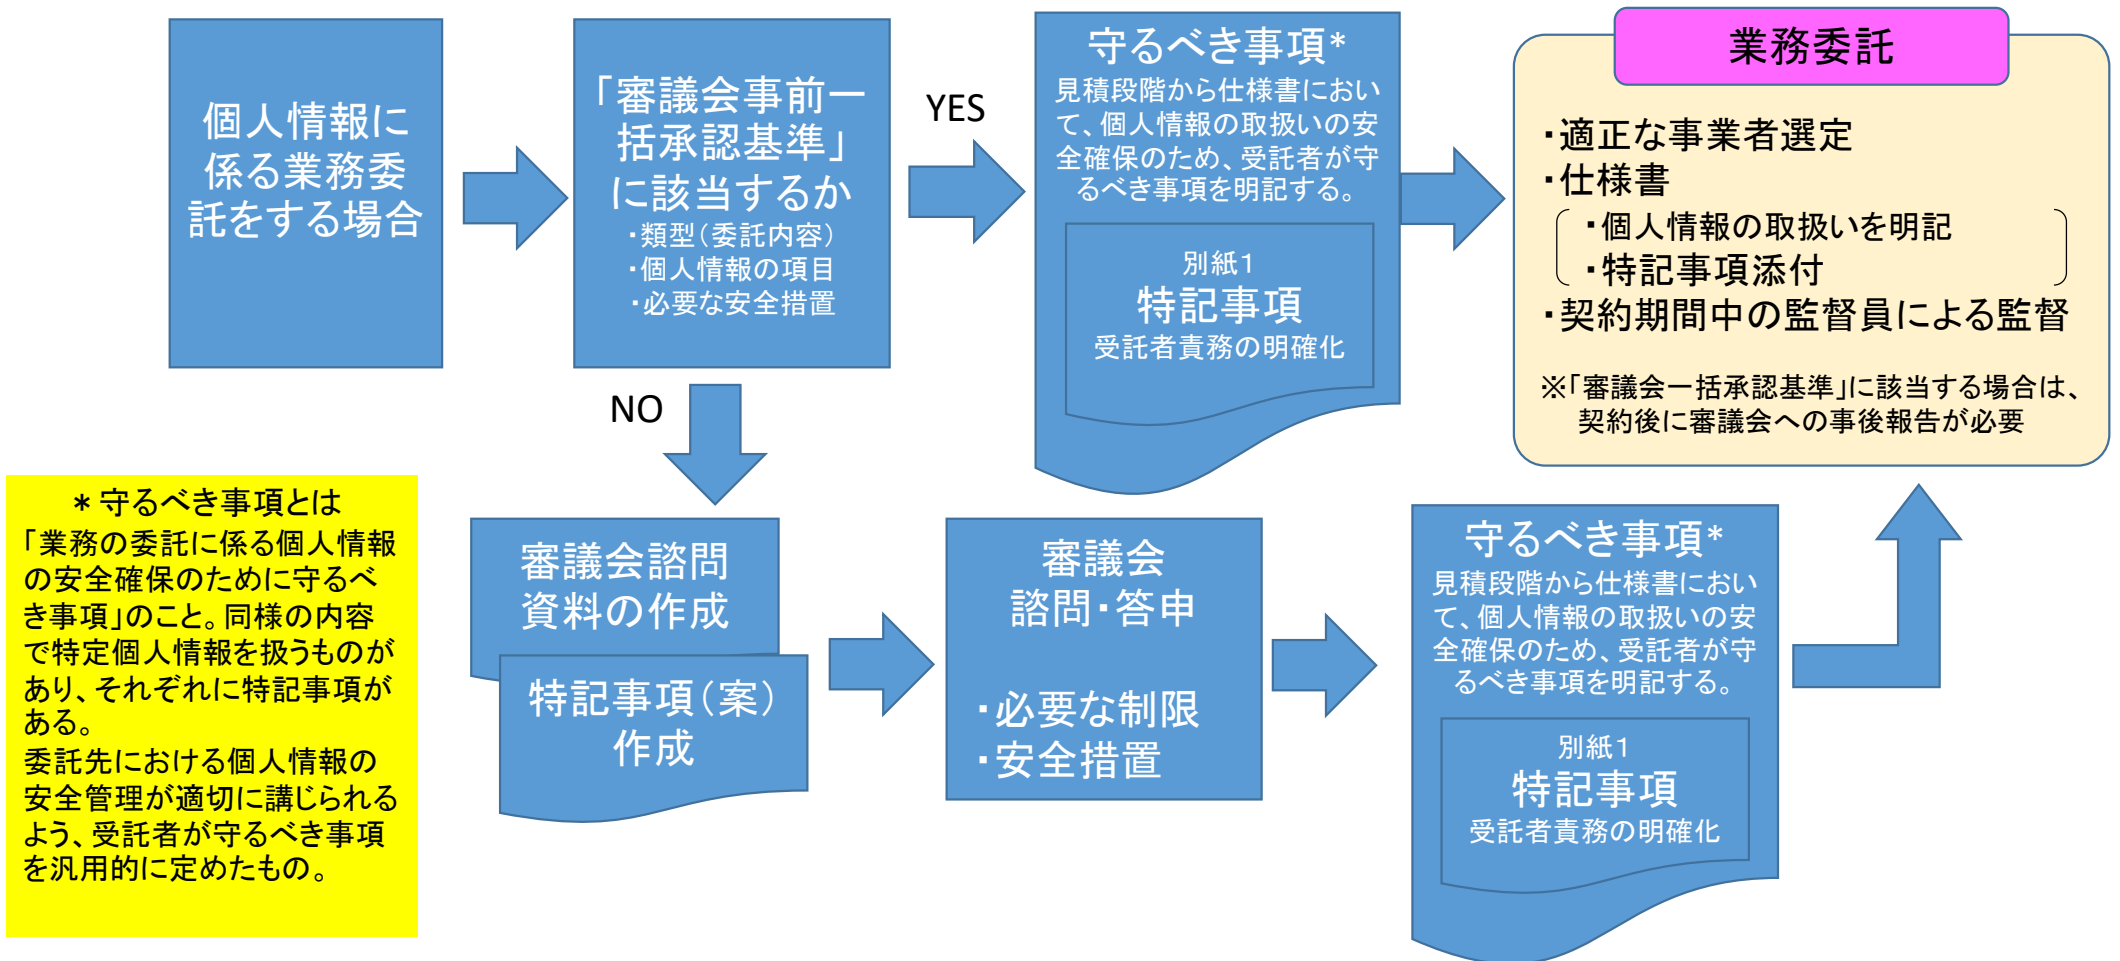 個人情報に
係る業務委
託をする場合
「審議会事前一
括承認基準」
に該当するか
・類型（委託内容）
・個人情報の項目
・必要な安全措置
YES
NO
守るべき事項*
見積段階から仕様書におい
て、個人情報の取扱いの安
全確保のため、受託者が守
るべき事項を明記する。
別紙１
特記事項
受託者責務の明確化
業務委託
・適正な事業者選定
・仕様書
・個人情報の取扱いを明記
・特記事項添付
・契約期間中の監督員による監督
※「審議会一括承認基準」に該当する場合は、
契約後に審議会への事後報告が必要
＊守るべき事項とは
「業務の委託に係る個人情報
の安全確保のために守るべ
き事項」のこと。同様の内容
で特定個人情報を扱うものが
あり、それぞれに特記事項が
ある。
委託先における個人情報の
安全管理が適切に講じられる
よう、受託者が守るべき事項
を汎用的に定めたもの。
審議会諮問
資料の作成
特記事項（案）
作成
審議会
諮問・答申
・必要な制限
・安全措置
守るべき事項*
見積段階から仕様書におい
て、個人情報の取扱いの安
全確保のため、受託者が守
るべき事項を明記する。
別紙１
特記事項
受託者責務の明確化